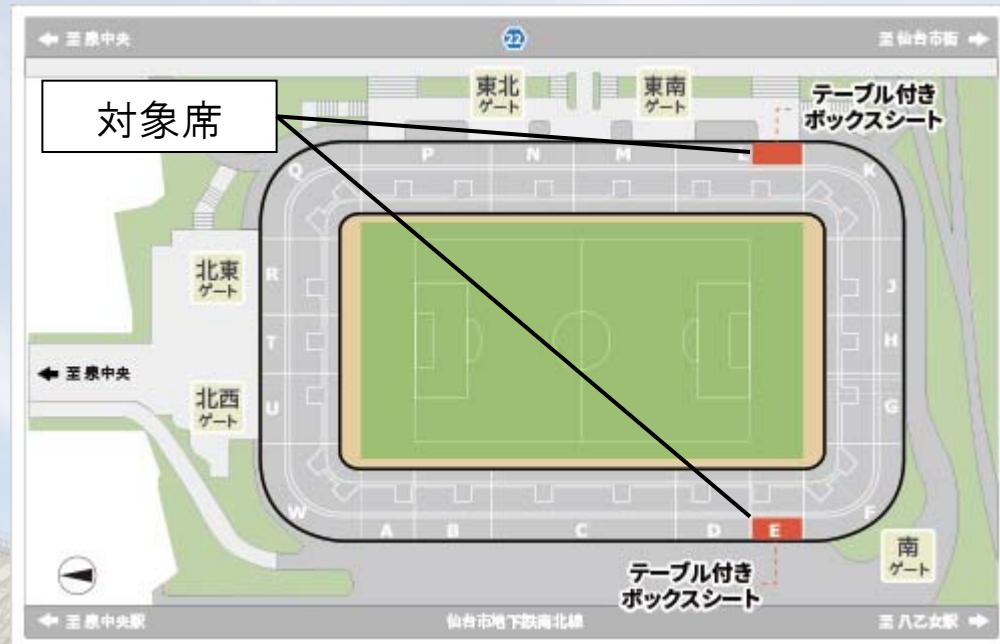 至泉中央
22
至仙台市街
対象席
東北
ゲート
東南
ゲート
テーブル付き
ボックスシート
P
N
M
L
Q
K
北東
ゲート
R
J
T
H
至泉中央
北西
ゲート
U
G
W
F
A
B
C
D
E
南
ゲート
テーブル付き
ボックスシート
至泉中央駅
仙台市地下鉄南北線
至八乙女駅